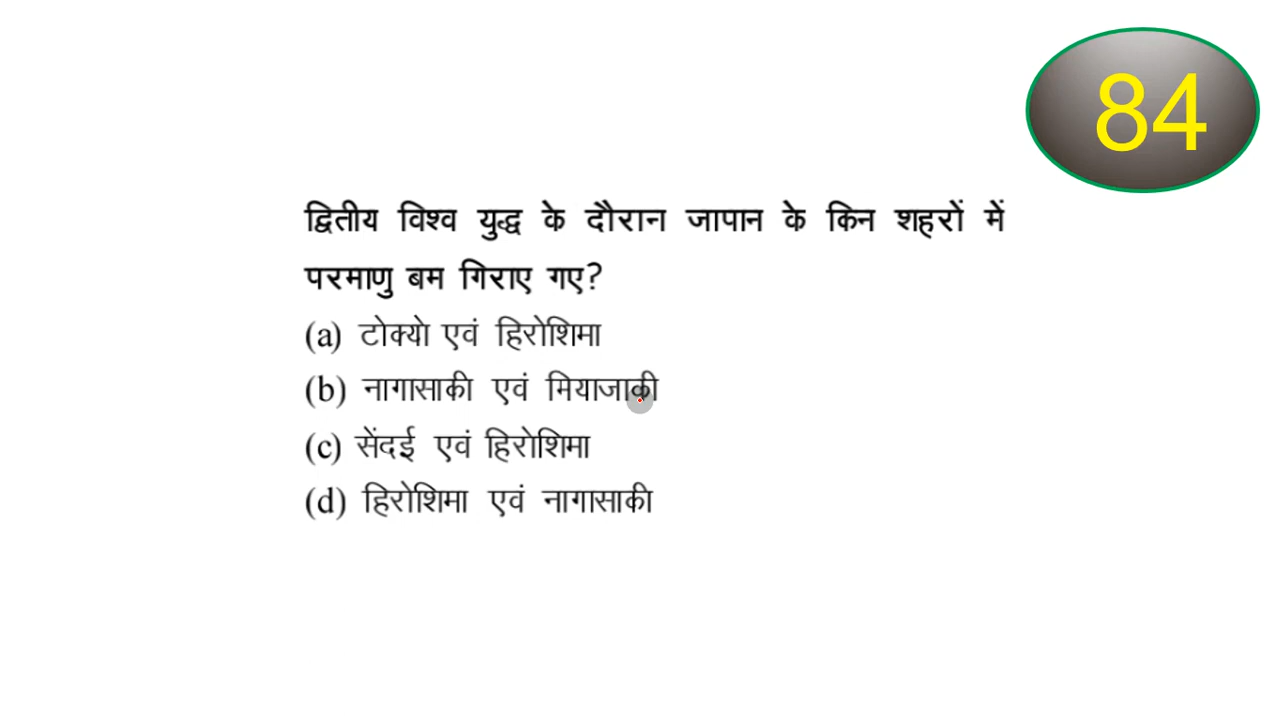 84
द्वितीय विश्व युद्ध के दौरान जापान के किन शहरों में
परमाणु बम गिराए गए?
(a) टोक्यो एवं हिरोशिमा
(b) नागासाकी एवं मियाजाकी
(c) सेंदई एवं हिरोशिमा
(d) हिरोशिमा एवं नागासाकी